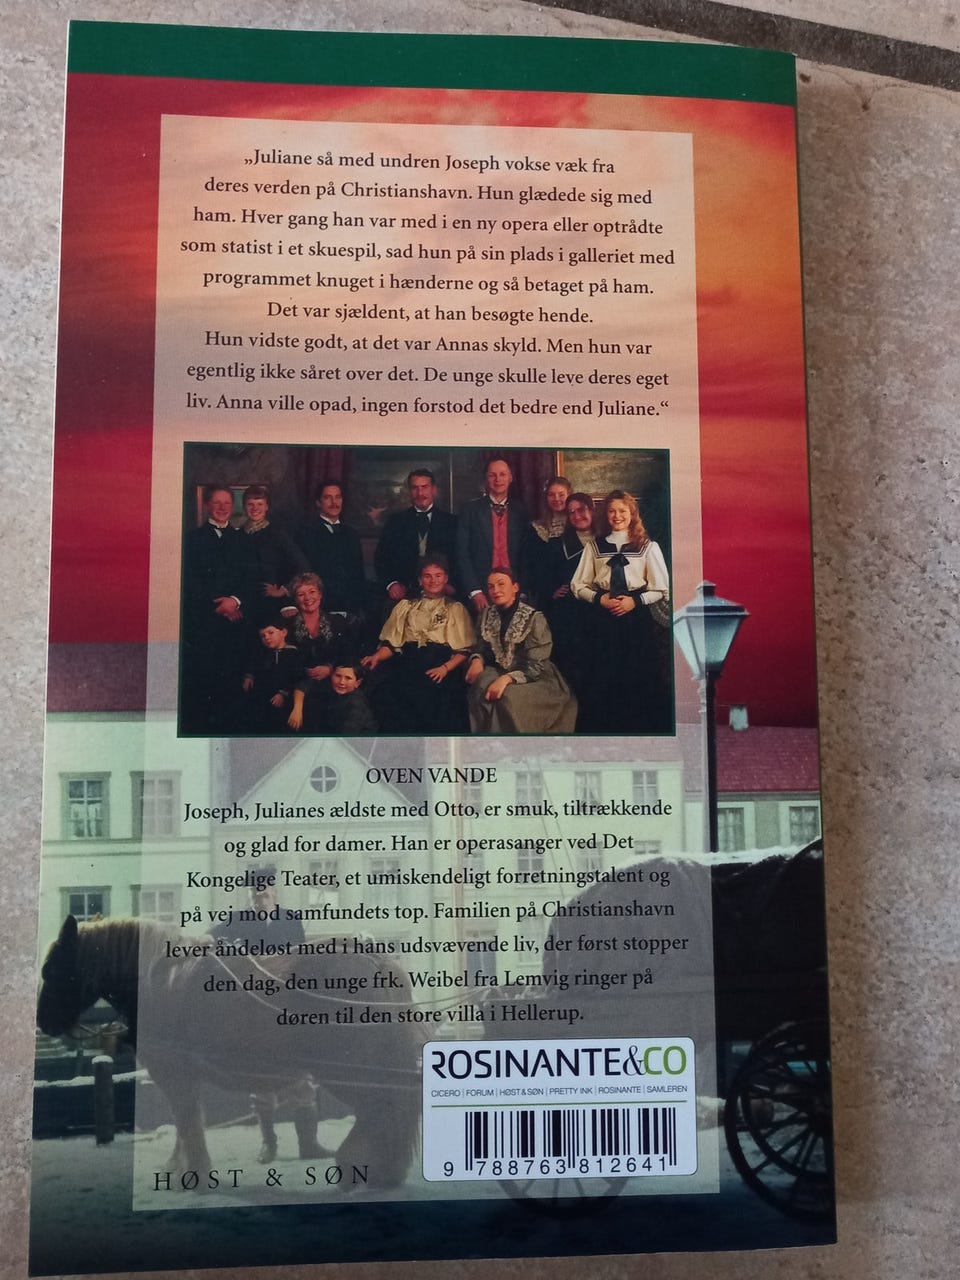 „Juliane så med undren Joseph vokse væk fra
deres verden på Christianshavn. Hun glædede sig med
ham. Hver gang han var med i en ny opera eller optrådte
som statist i et skuespil, sad hun på sin plads i galleriet med
programmet knuget i hænderne og så betaget på ham.
Det var sjældent, at han besøgte hende.
Hun vidste godt, at det var Annas skyld. Men hun var
egentlig ikke såret over det. De unge skulle leve deres eget
liv. Anna ville opad, ingen forstod det bedre end Juliane.“
OVEN VANDE
Joseph, Julianes ældste med Otto, er smuk, tiltrækkende
og glad for damer. Han er operasanger ved Det
Kongelige Teater, et umiskendeligt forretningstalent og
på vej mod samfundets top. Familien på Christianshavn
lever åndeløst med i hans udsvævende liv, der først stopper
den dag, den unge frk. Weibel fra Lemvig ringer på
døren til den store villa i Hellerup.
ROSINANTE&CO
CICERO | FORUM | HØST & SØN | PRETTY INK | ROSINANTE | SAMLEREN
9 788763 812641
HØST & SØN